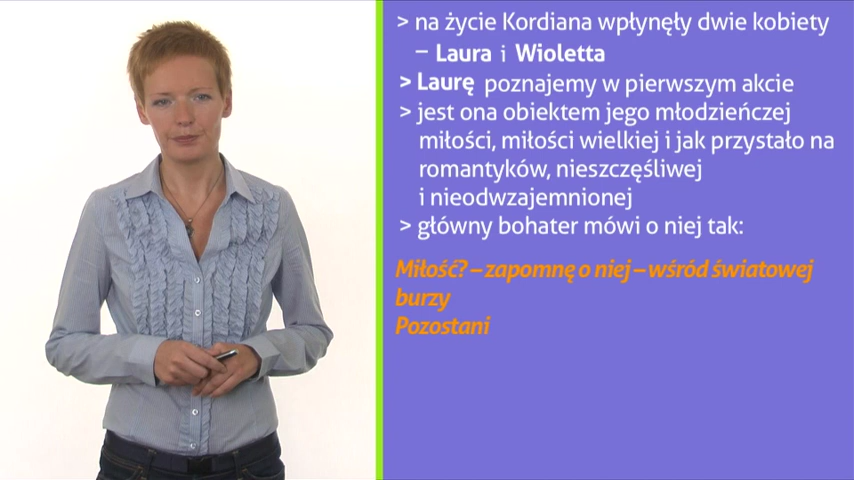 > na życie Kordiana wpłynęły dwie kobiety
– Laura i Wioletta
> Laurę poznajemy w pierwszym akcie
> jest ona obiektem jego młodzieńczej
miłości, miłości wielkiej i jak przystało na
romantyków, nieszczęśliwej
i nieodwzajemnionej
> główny bohater mówi o niej tak:
Miłość? – zapomnę o niej – wśród światowej
burzy
Pozostani